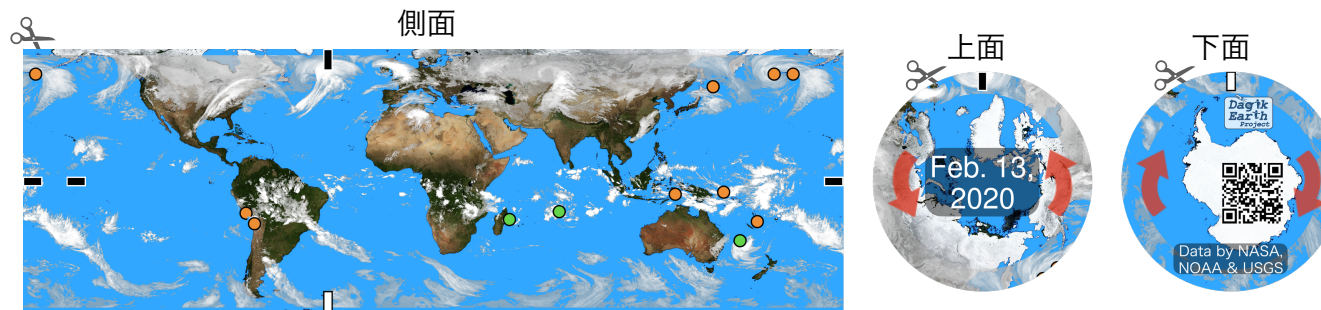 側面
上面
Feb. 13,
2020
下面
Dagik
Earth
Project
Data by NASA,
NOAA & USGS